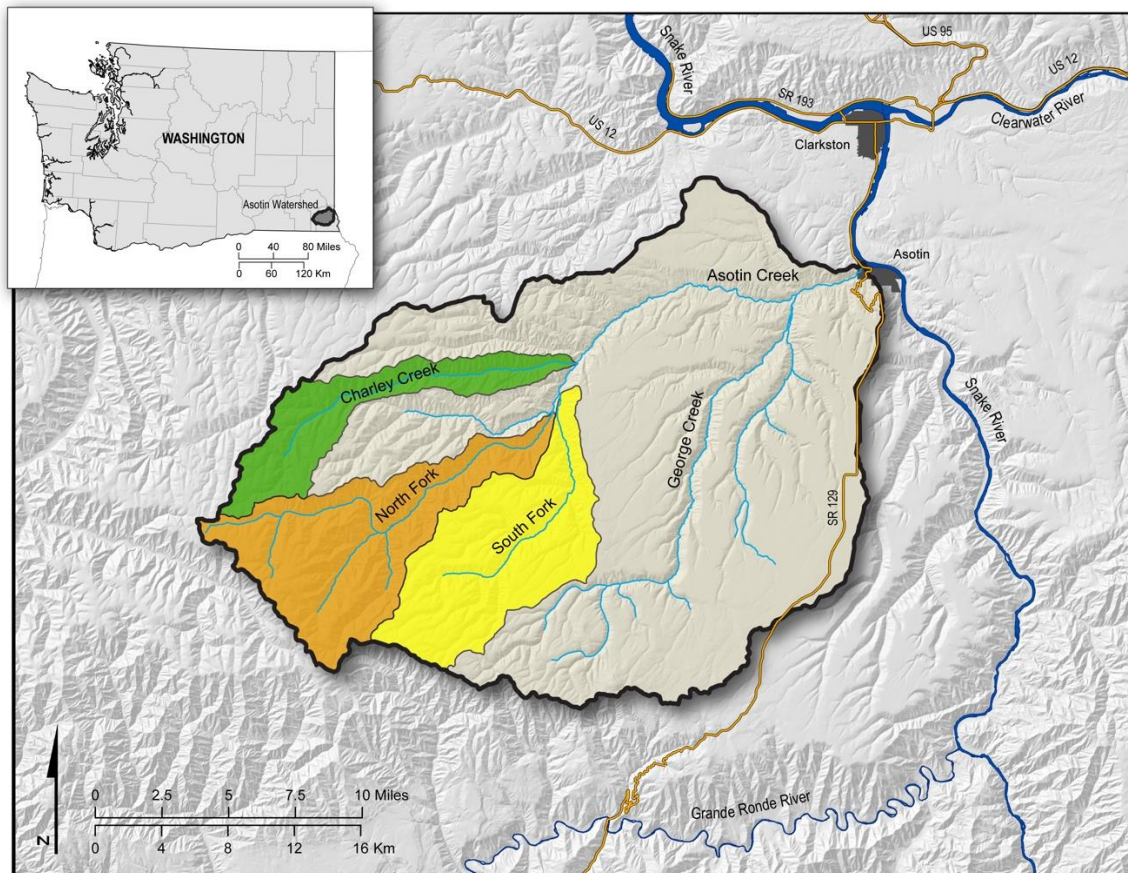 WASHINGTON
Asotin Watershed
0 40 80 Miles
0 60 120 Km
US 95
Snake River
US 12
SR 193
US 12
Clearwater River
Clarkston
Asotin
Asotin Creek
Charley Creek
George Creek
Snake River
North Fork
South Fork
SR 129
Grande Ronde River
0 2.5 5 7.5 10 Miles
0 4 8 12 16 Km
N